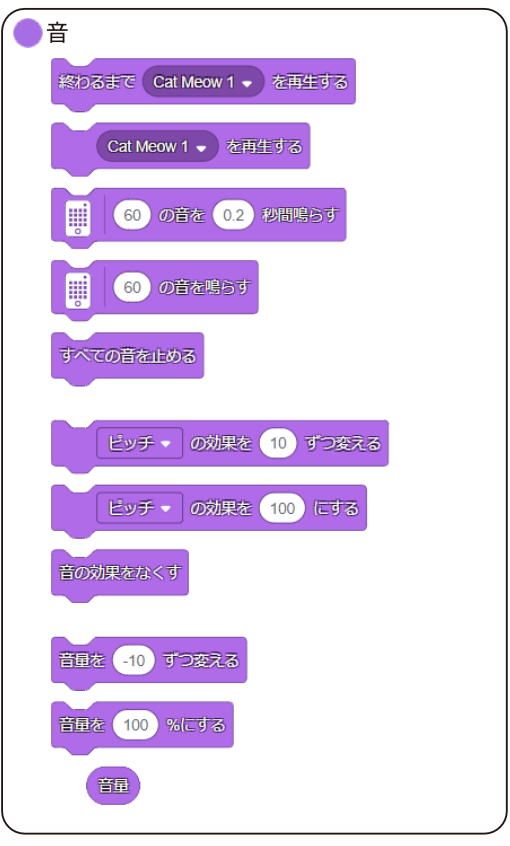 音
終わるまで Cat Meow 1 を再生する
Cat Meow 1 を再生する
60 の音を 0.2 秒間鳴らす
60 の音を鳴らす
すべての音を止める
ピッチ の効果を 10 ずつ変える
ピッチ の効果を 100 にする
音の効果をなくす
音量を -10 ずつ変える
音量を 100 %にする
音量